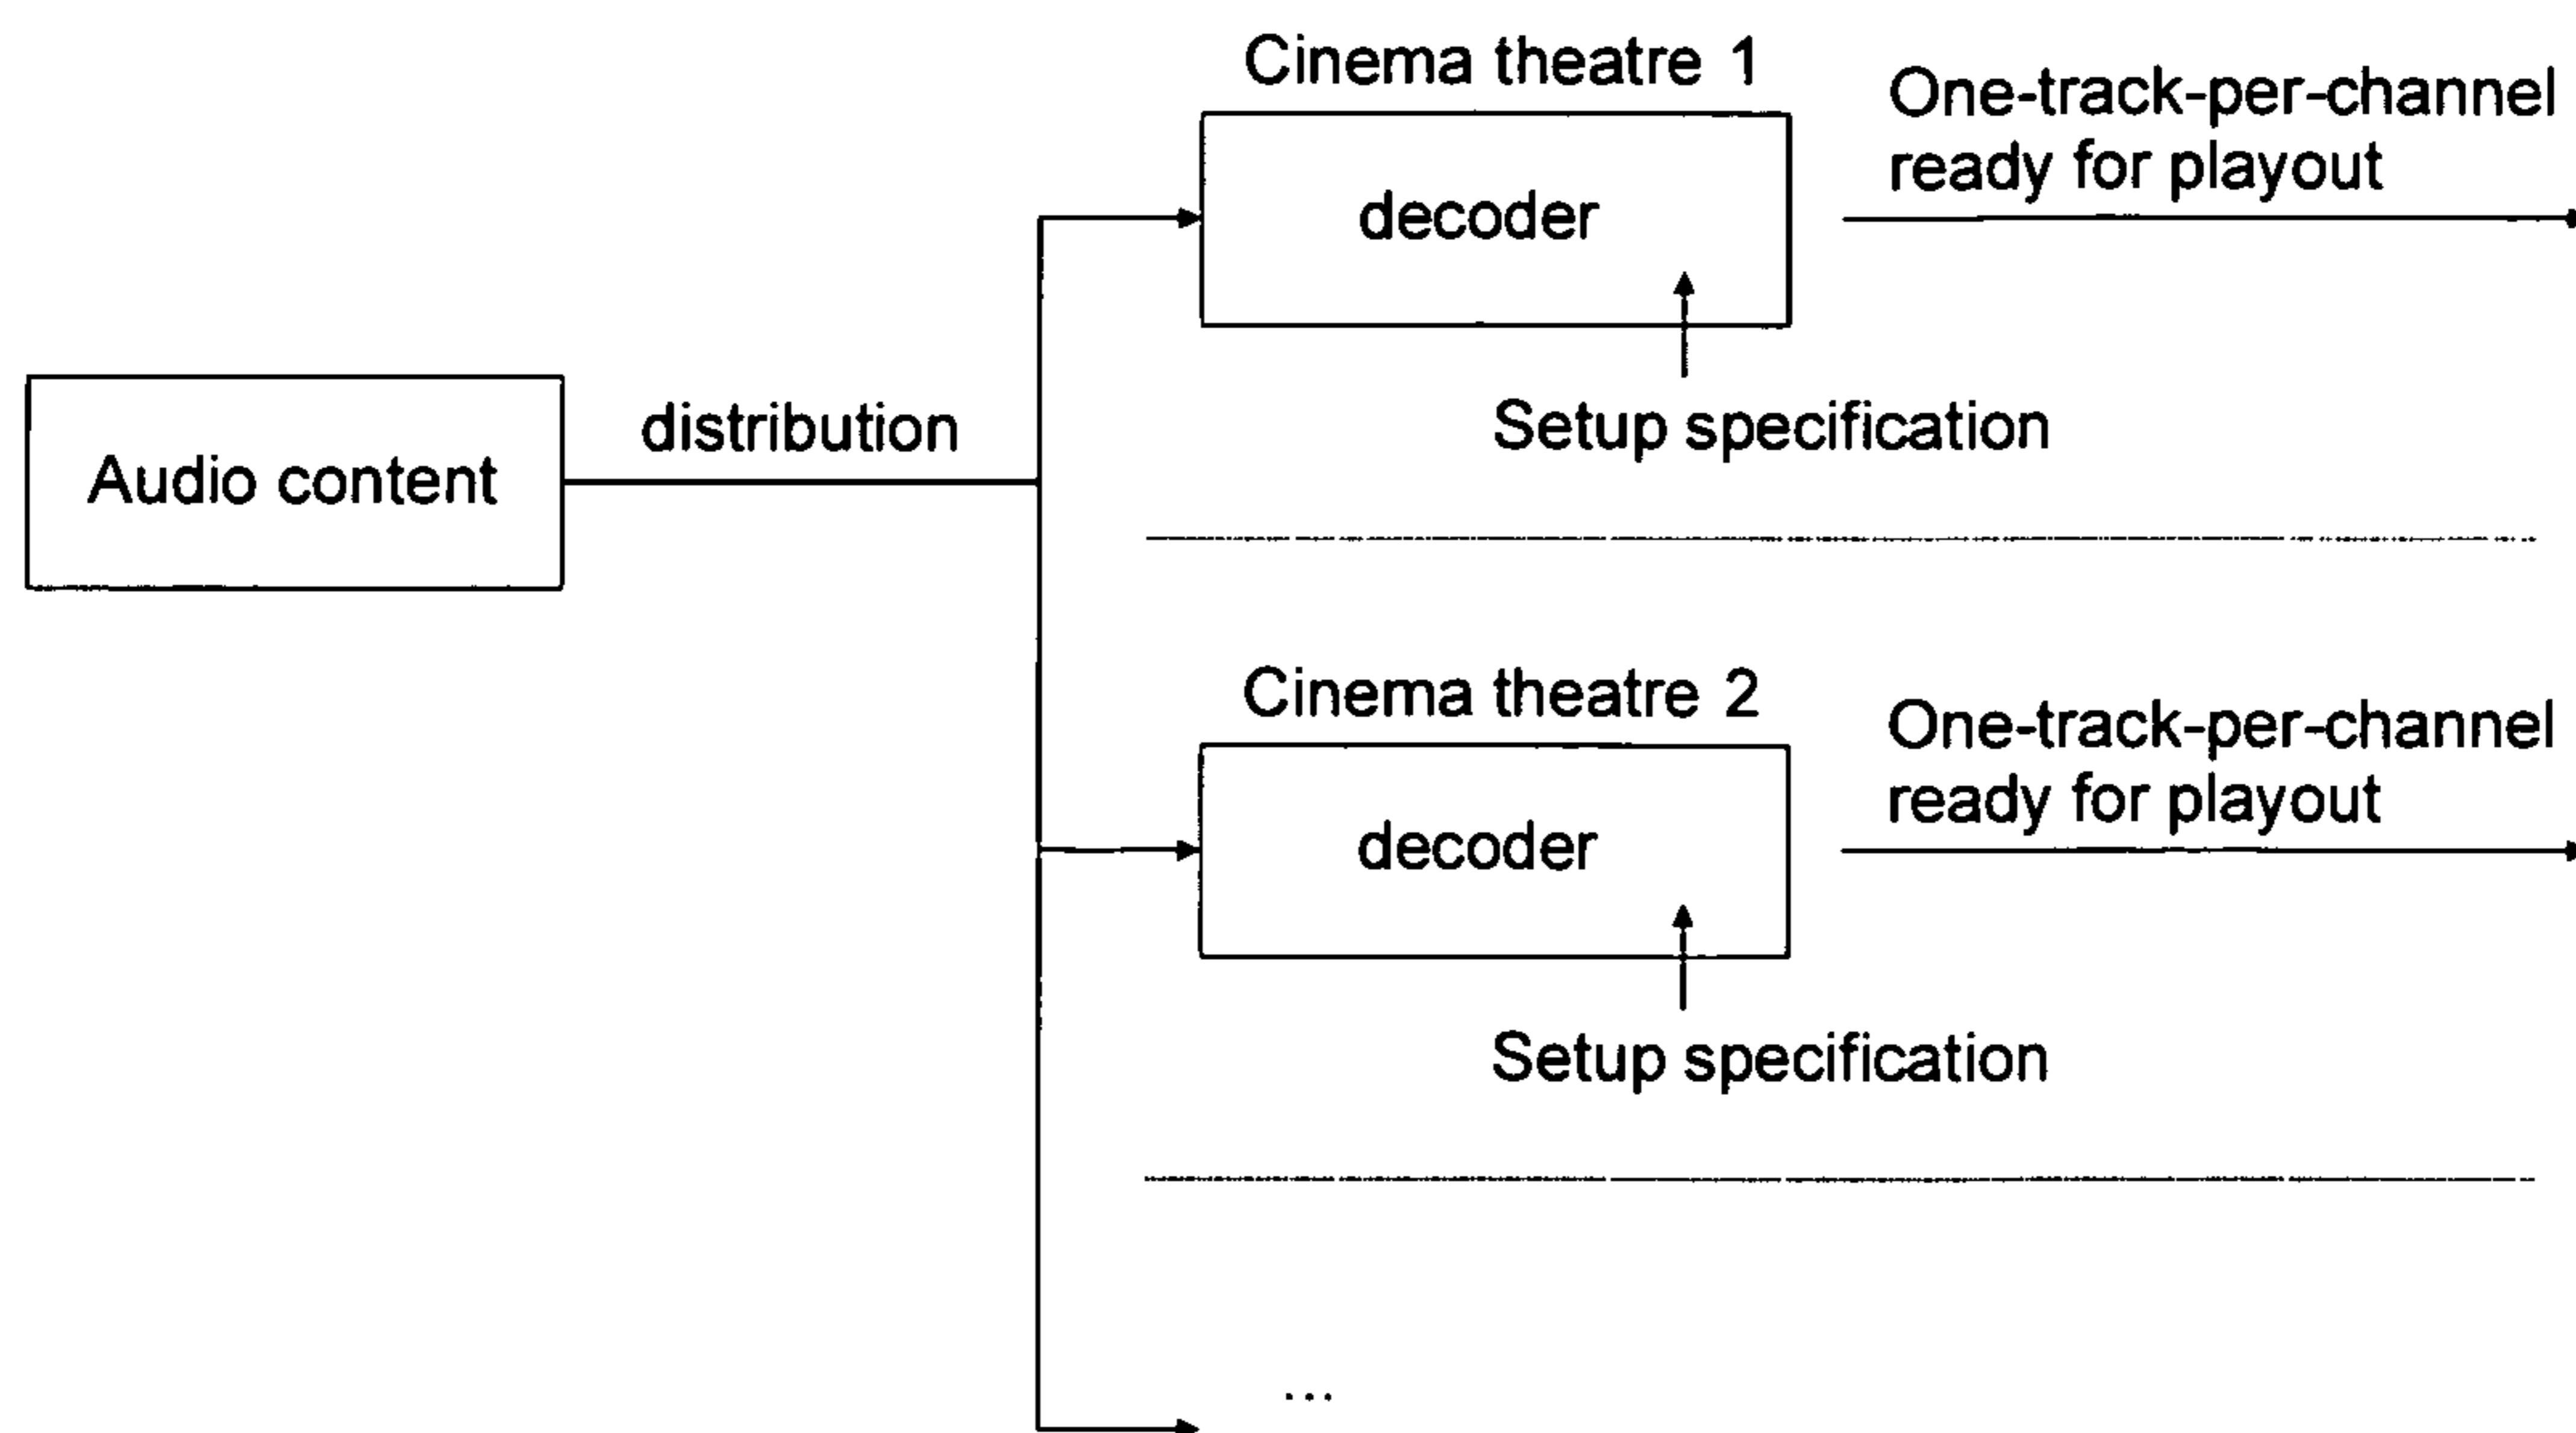 Cinema theatre 1
One-track-per-channel
ready for playout
decoder
Setup specification
Audio content
distribution
Cinema theatre 2
One-track-per-channel
ready for playout
decoder
Setup specification
...